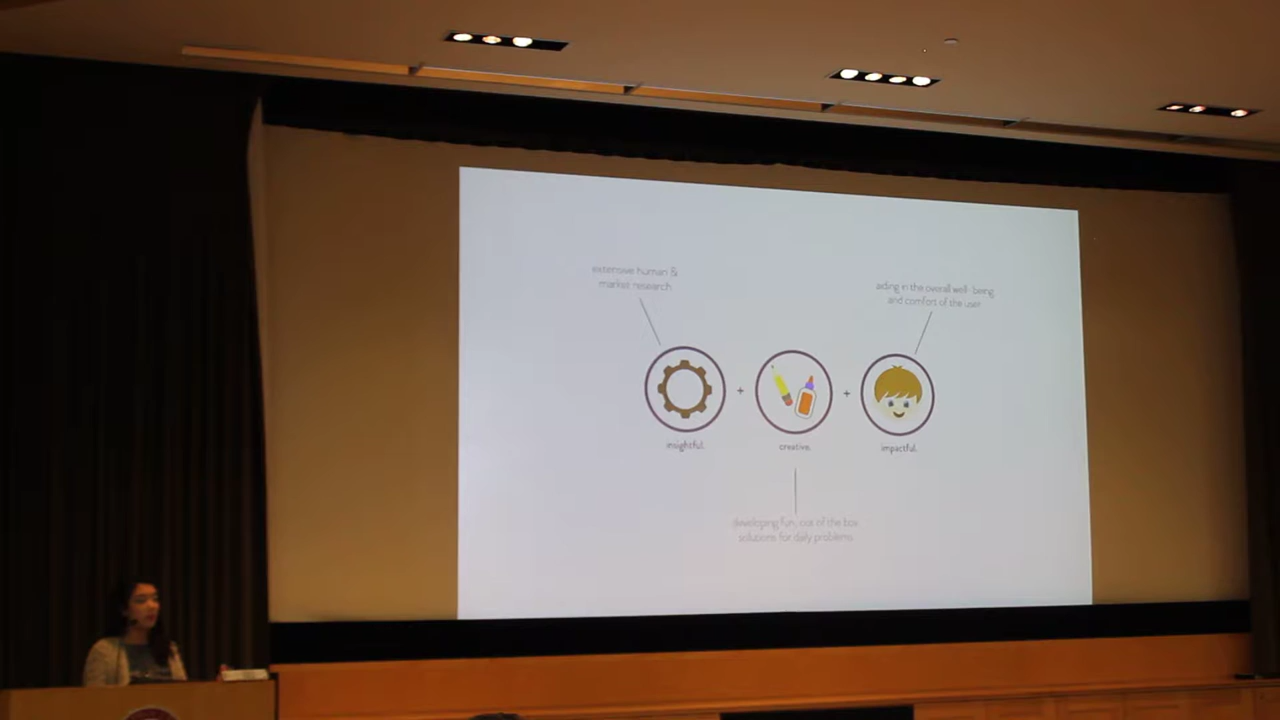 extensive human &
market research
aiding in the overall well-being
and comfort of the user
+
+
insightful.
creative.
impactful.
developing fun, out of the box
solutions for daily problems